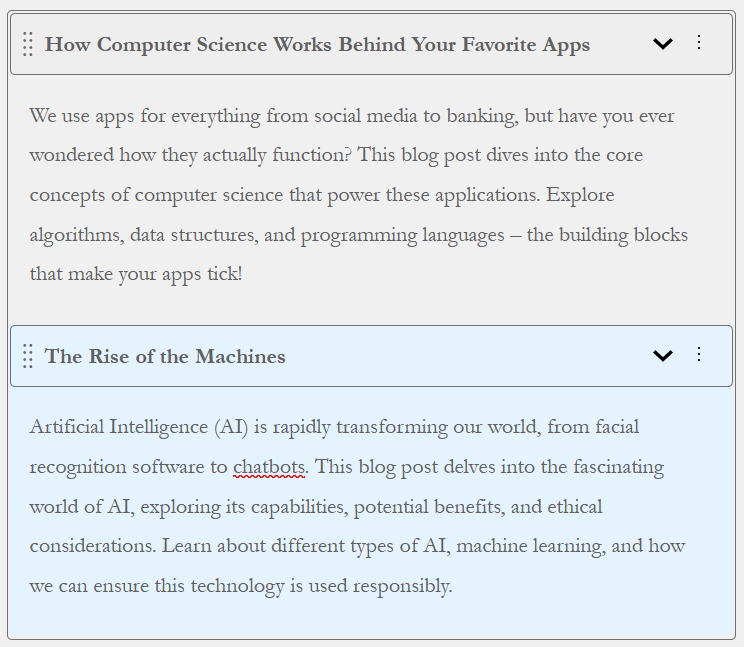 How Computer Science Works Behind Your Favorite Apps
We use apps for everything from social media to banking, but have you ever
wondered how they actually function? This blog post dives into the core
concepts of computer science that power these applications. Explore
algorithms, data structures, and programming languages – the building blocks
that make your apps tick!
The Rise of the Machines
Artificial Intelligence (AI) is rapidly transforming our world, from facial
recognition software to chatbots. This blog post delves into the fascinating
world of AI, exploring its capabilities, potential benefits, and ethical
considerations. Learn about different types of AI, machine learning, and how
we can ensure this technology is used responsibly.